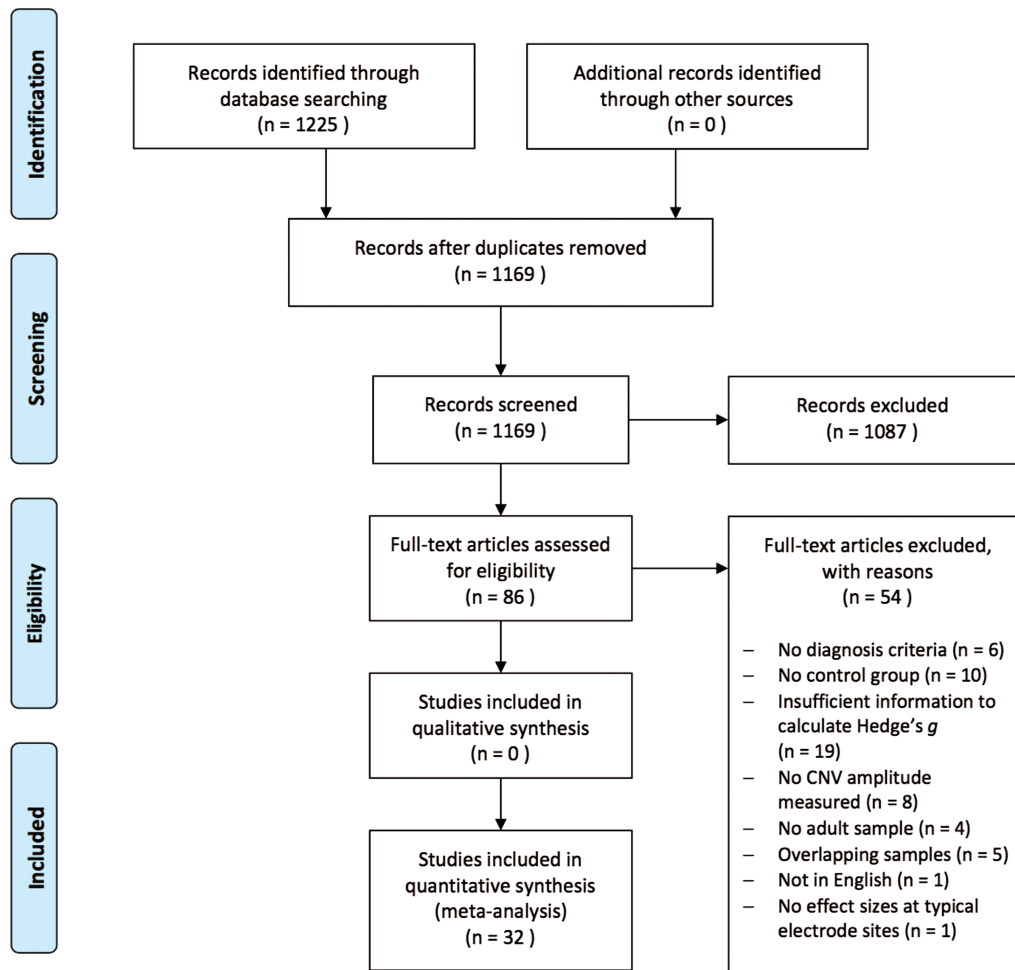 Identification
Records identified through
database searching
(n = 1225 )
Additional records identified
through other sources
(n = 0 )
Records after duplicates removed
(n = 1169 )
Screening
Records screened
(n = 1169 )
Records excluded
(n = 1087 )
Eligibility
Full-text articles assessed
for eligibility
(n = 86 )
Full-text articles excluded,
with reasons
(n = 54 )
– No diagnosis criteria (n = 6)
– No control group (n = 10)
– Insufficient information to
calculate Hedge's g
(n = 19)
– No CNV amplitude
measured (n = 8)
– No adult sample (n = 4)
– Overlapping samples (n = 5)
– Not in English (n = 1)
– No effect sizes at typical
electrode sites (n = 1)
Studies included in
qualitative synthesis
(n = 0 )
Included
Studies included in
quantitative synthesis
(meta-analysis)
(n = 32 )